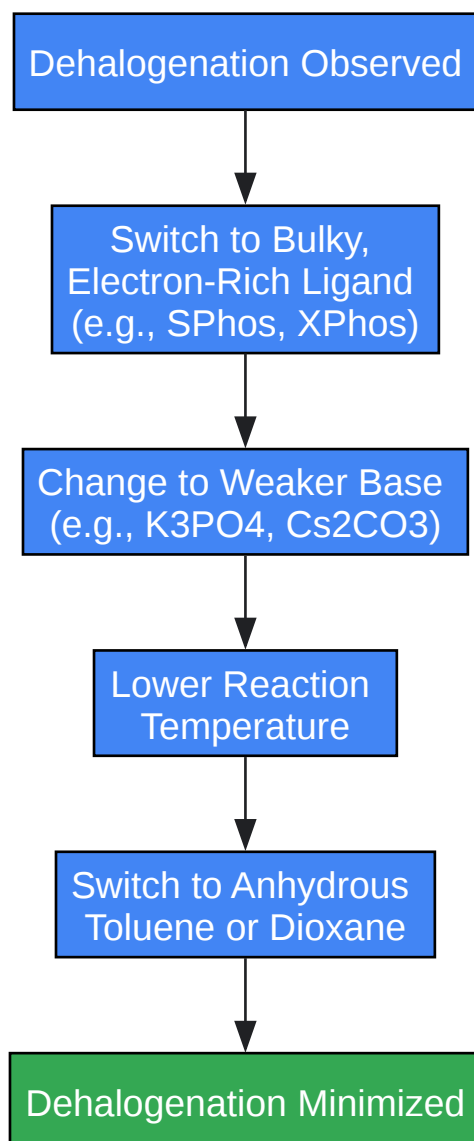 Dehalogenation Observed
Switch to Bulky,
Electron-Rich Ligand
(e.g., SPhos, XPhos)
Change to Weaker Base
(e.g., K3PO4, Cs2CO3)
Lower Reaction
Temperature
Switch to Anhydrous
Toluene or Dioxane
Dehalogenation Minimized